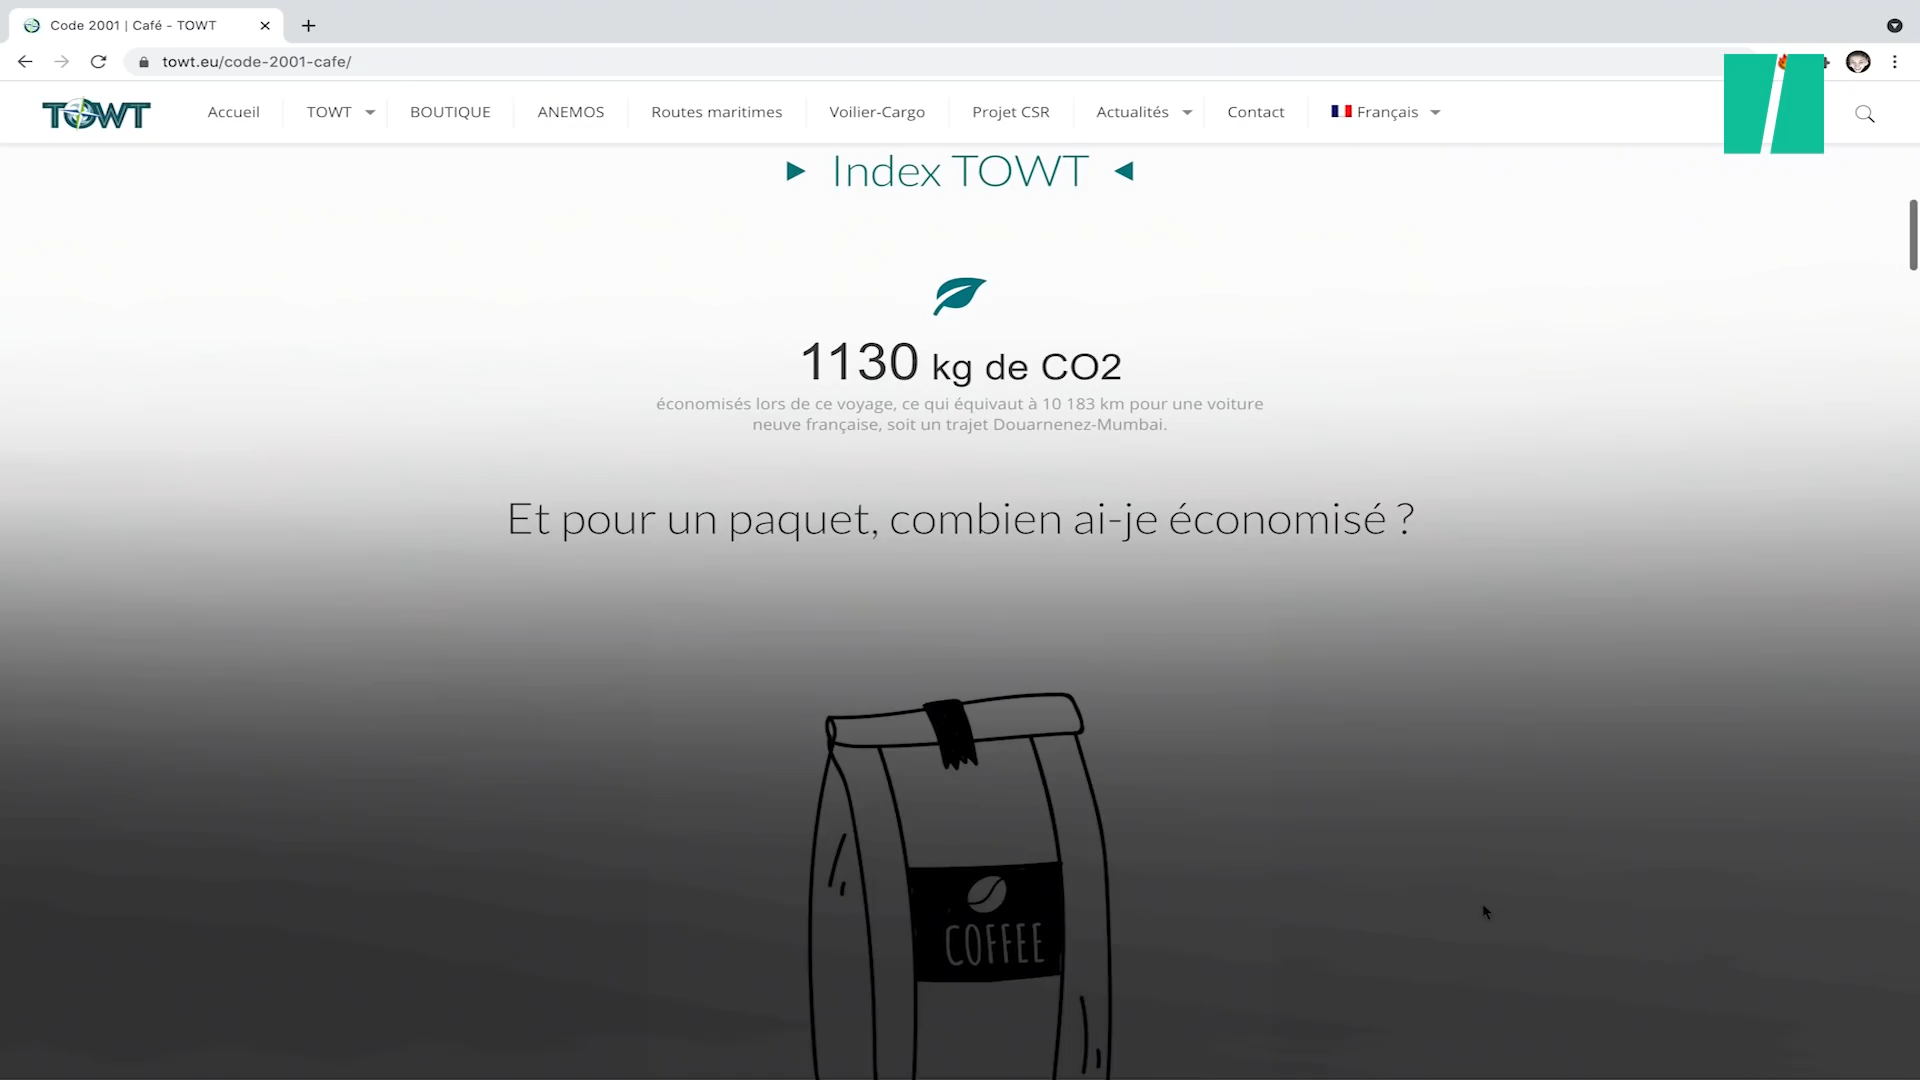 Code 2001 | Café - TOWT
towt.eu/code-2001-cafe/
TOWT
Accueil
TOWT
BOUTIQUE
ANEMOS
Routes maritimes
Voilier-Cargo
Projet CSR
Actualités
Contact
Français
Index TOWT
1130 kg de CO2
économisés lors de ce voyage, ce qui équivaut à 10 183 km pour une voiture
neuve française, soit un trajet Douarnenez-Mumbai.
Et pour un paquet, combien ai-je économisé ?
COFFEE